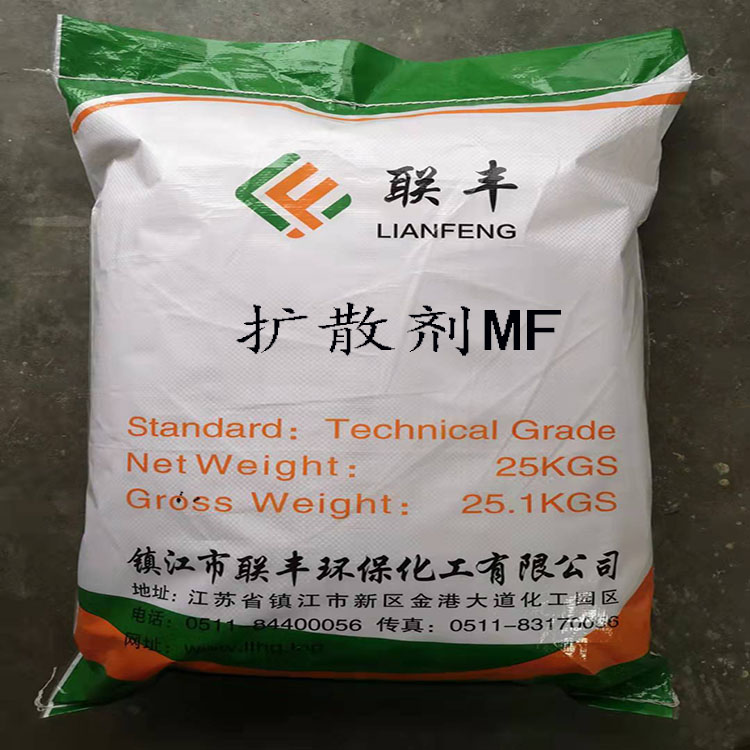 联丰
LIANFENG
扩散剂MF
Standard: Technical Grade
Net Weight: 25KGS
Gross Weight: 25.1KGS
镇江市联丰环保化工有限公司
地址: 江苏省镇江市新区金港大道化工园区
电话: 0511-84400056 传真: 0511-83170056
网址: